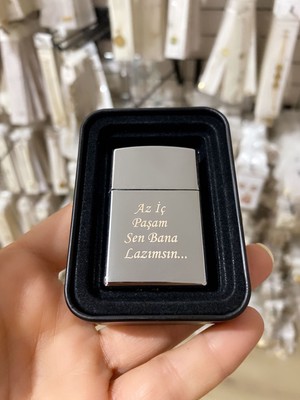 Az İç
Paşam
Sen Bana
Lazımsın...